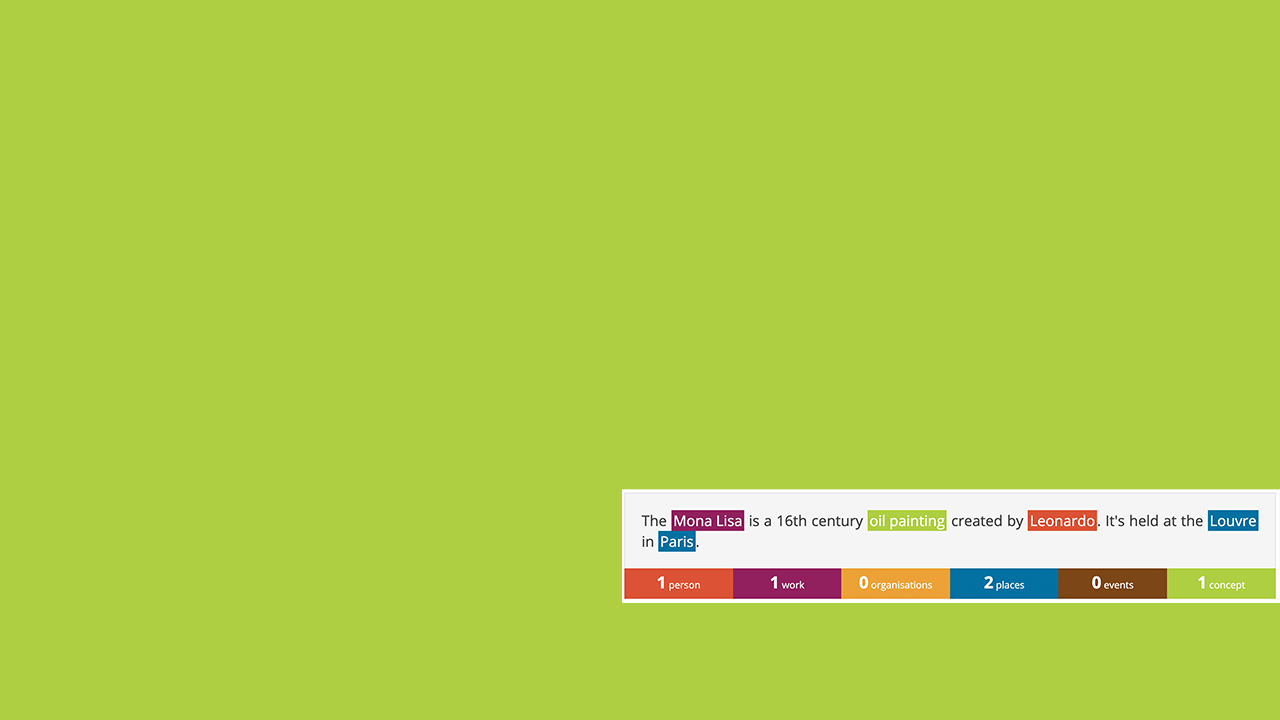 The Mona Lisa is a 16th century oil painting created by Leonardo. It's held at the Louvre
in Paris.
1 person 1 work 0 organisations 2 places 0 events 1 concept